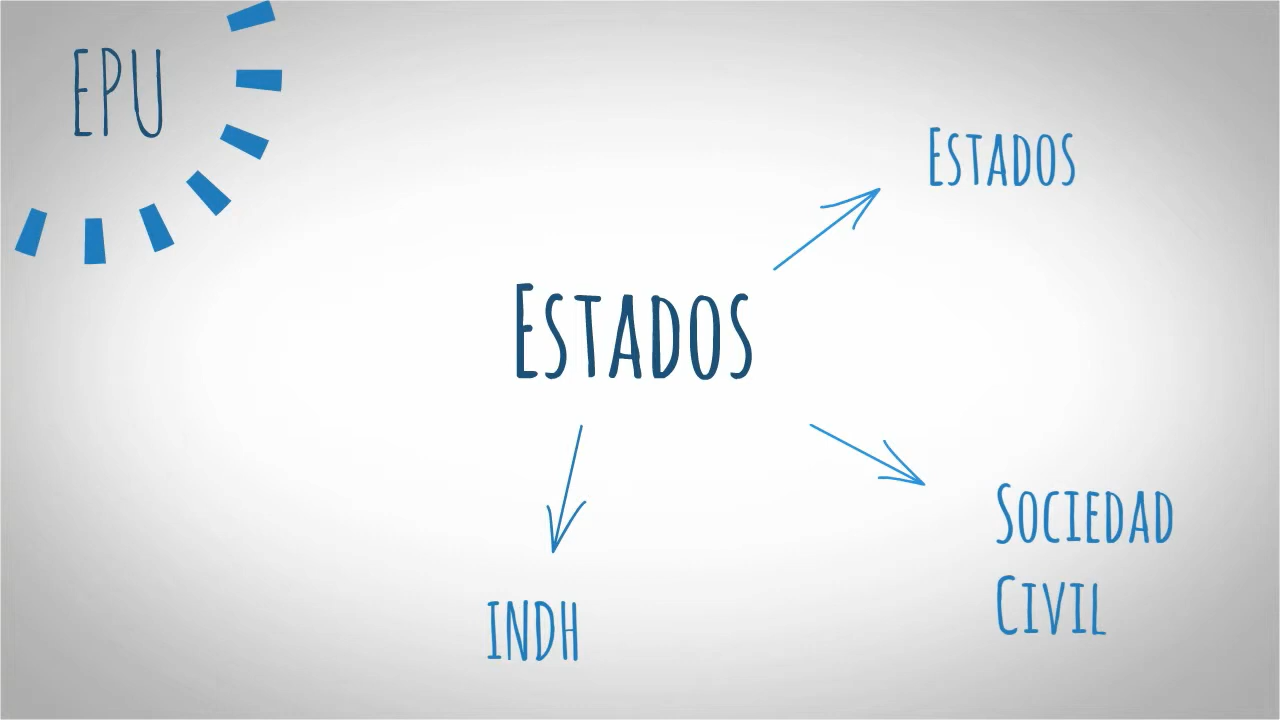 EPU
Estados
Estados
INDH
Sociedad
Civil